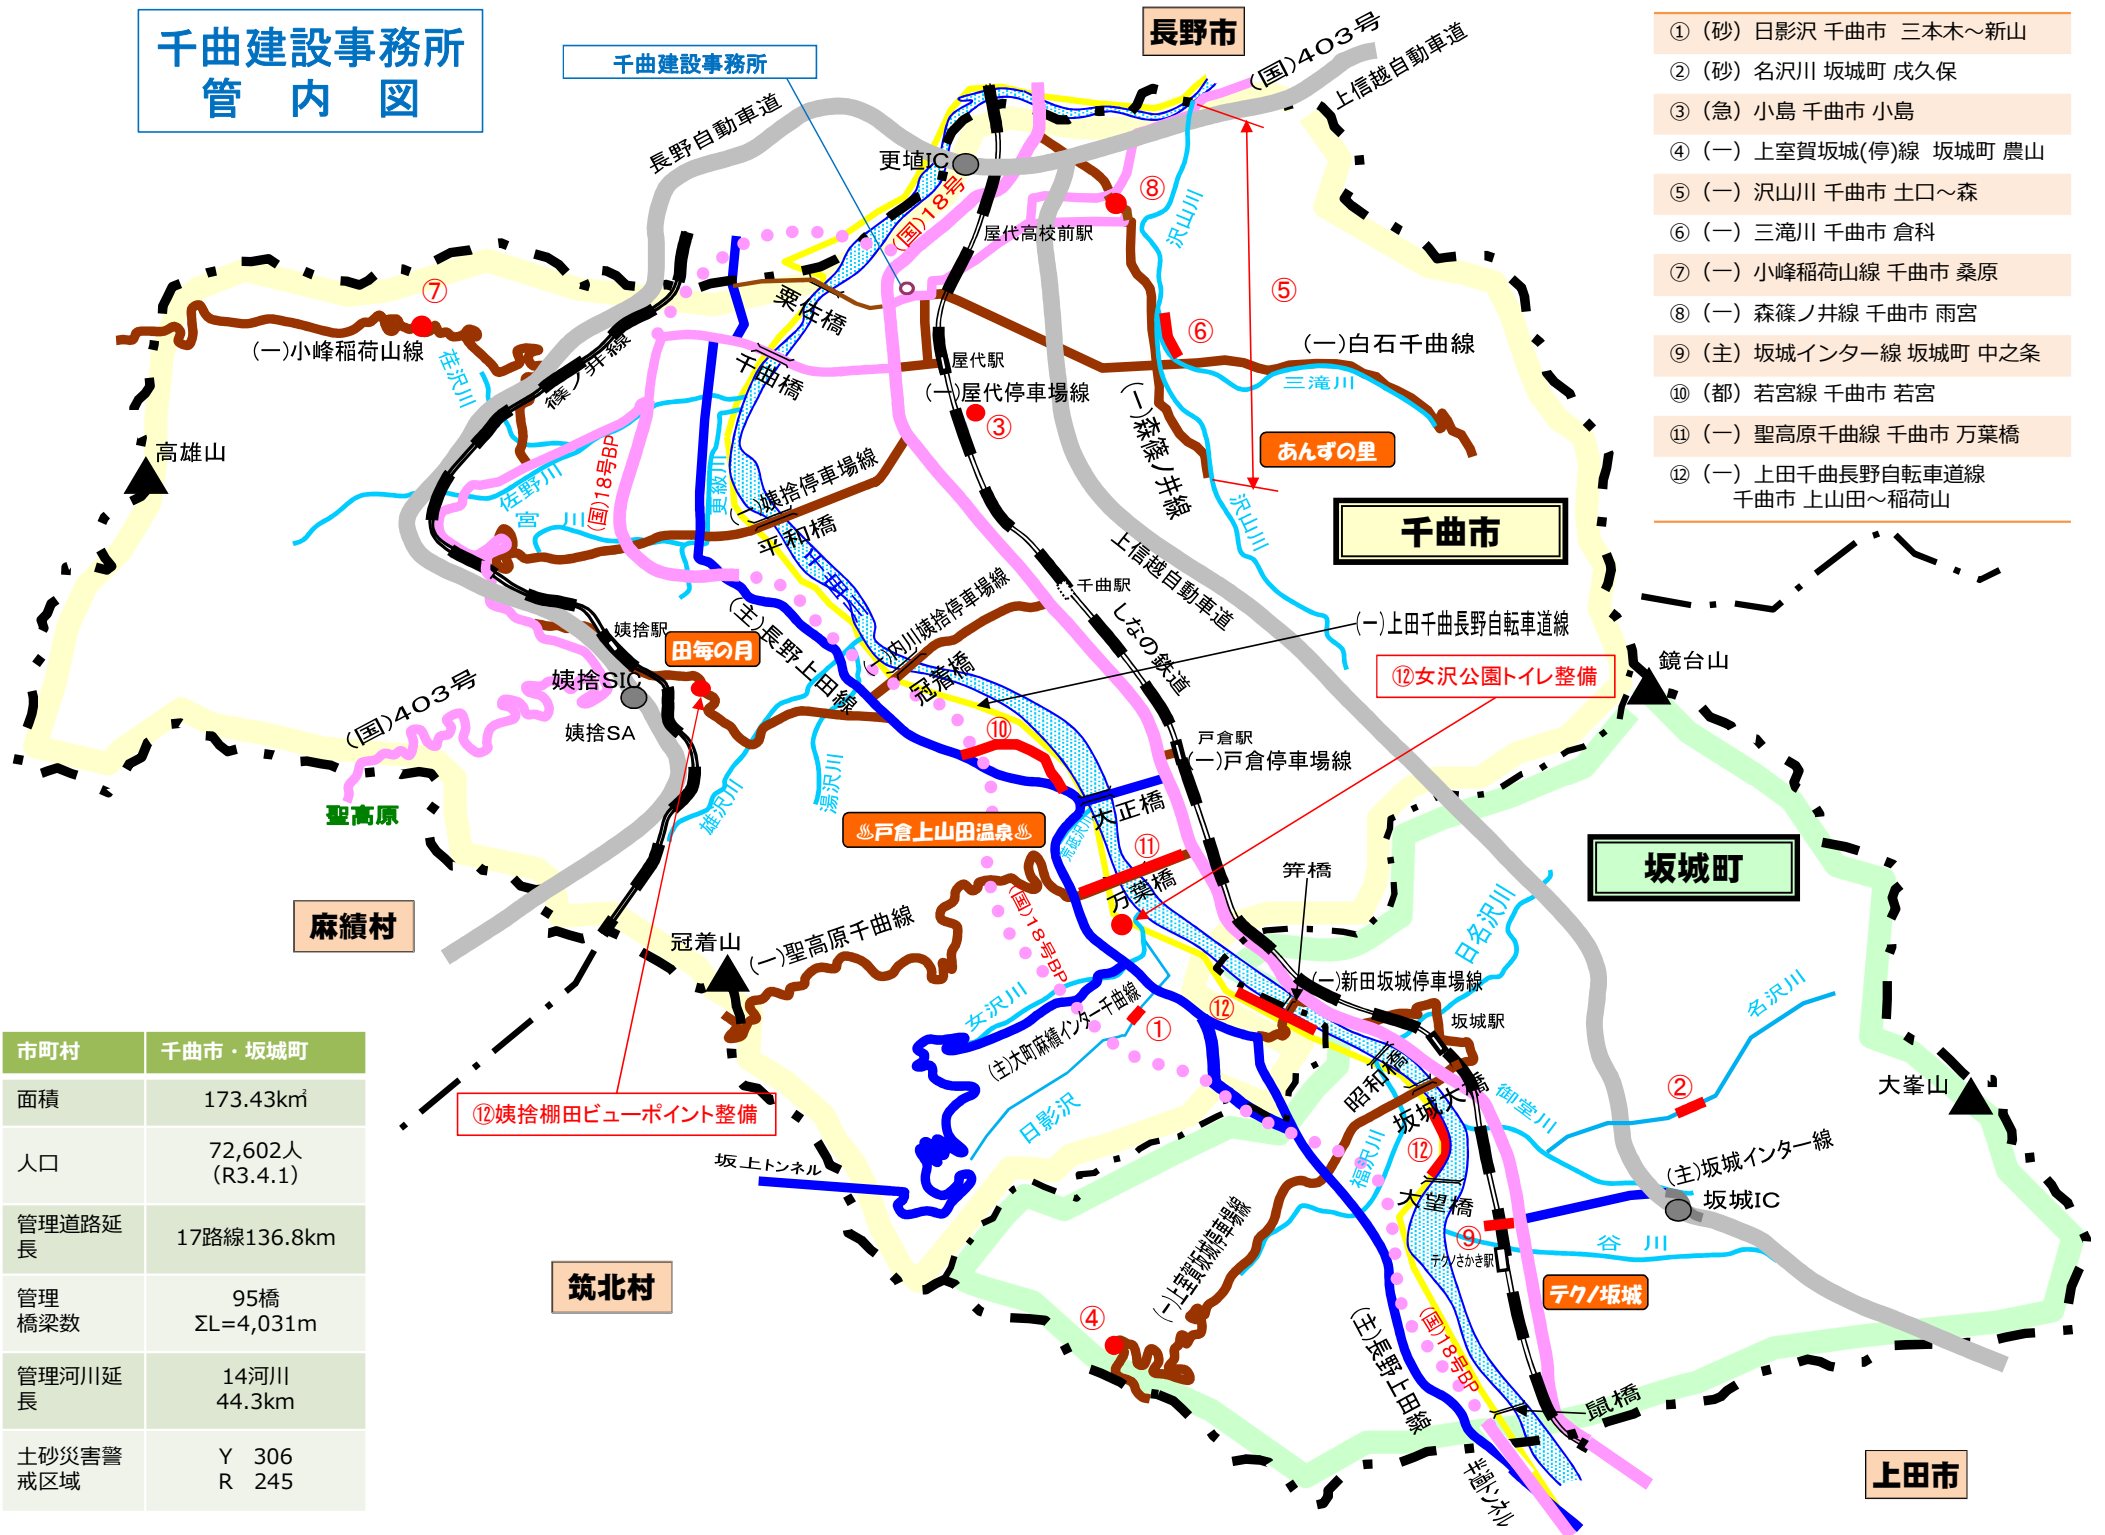 千曲建設事務所
管 内 図
千曲建設事務所
長野市
(国)403号
上信越自動車道
長野自動車道
更埴IC
(国)18号
⑧
沢山川
屋代高校前駅
⑤
⑦
(一)小峰稲荷山線
荏沢川
篠ノ井線
粟佐橋
千曲橋
屋代駅
(一)屋代停車場線
③
⑥
(一)白石千曲線
三滝川
(一)森篠ノ井線
あんずの里
沢山川
千曲市
高雄山
佐野川
宮 川
(国)18号BP
更級川
(一)姨捨停車場線
平和橋
千曲川
上信越自動車道
千曲駅
しなの鉄道
(主)長野上田線
(一)内川姨捨停車場線
冠着橋
(一)上田千曲長野自転車道線
⑫女沢公園トイレ整備
鏡台山
姨捨駅
田毎の月
姨捨SIC
姨捨SA
(国)403号
聖高原
雄沢川
湯沢川
⑩
戸倉駅
(一)戸倉停車場線
大正橋
荒砥沢川
♨戸倉上山田温泉♨
⑪
万葉橋
笄橋
坂城町
日名沢川
麻績村
冠着山
(一)聖高原千曲線
(国)18号BP
女沢川
(主)大町麻績インター千曲線
①
日影沢
⑫
(一)新田坂城停車場線
坂城駅
名沢川
②
大峯山
昭和橋
坂城大橋
御堂川
⑫姨捨棚田ビューポイント整備
坂上トンネル
福沢川
⑫
大望橋
(主)坂城インター線
坂城IC
⑨
谷 川
テクノさかき駅
テクノ坂城
筑北村
(一)上室賀坂城停車場線
④
(主)長野上田線
(国)18号BP
鼠橋
上田市
① (砂) 日影沢 千曲市 三本木～新山
② (砂) 名沢川 坂城町 戌久保
③ (急) 小島 千曲市 小島
④ (一) 上室賀坂城(停)線 坂城町 農山
⑤ (一) 沢山川 千曲市 土口～森
⑥ (一) 三滝川 千曲市 倉科
⑦ (一) 小峰稲荷山線 千曲市 桑原
⑧ (一) 森篠ノ井線 千曲市 雨宮
⑨ (主) 坂城インター線 坂城町 中之条
⑩ (都) 若宮線 千曲市 若宮
⑪ (一) 聖高原千曲線 千曲市 万葉橋
⑫ (一) 上田千曲長野自転車道線
千曲市 上山田～稲荷山
市町村 千曲市・坂城町
面積 173.43k㎡
人口 72,602人
(R3.4.1)
管理道路延
長 17路線136.8km
管理
橋梁数 95橋
ΣL=4,031m
管理河川延
長 14河川
44.3km
土砂災害警
戒区域 Y 306
R 245